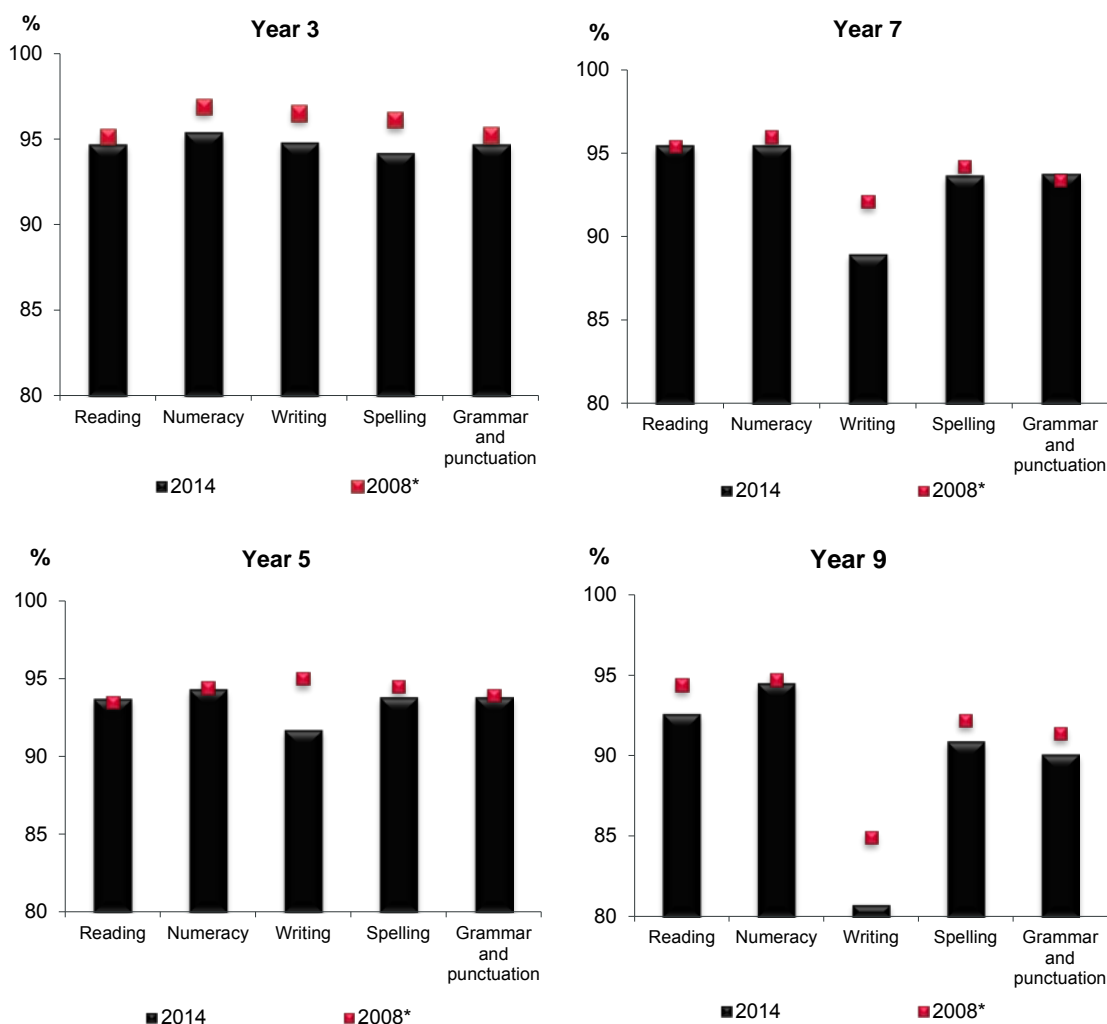 %
Year 3
100
95
90
85
80
Reading
Numeracy
Writing
Spelling
Grammar
and
punctuation
2014
2008*
%
Year 7
100
95
90
85
80
Reading
Numeracy
Writing
Spelling
Grammar
and
punctuation
2014
2008*
%
Year 5
100
95
90
85
80
Reading
Numeracy
Writing
Spelling
Grammar
and
punctuation
2014
2008*
%
Year 9
100
95
90
85
80
Reading
Numeracy
Writing
Spelling
Grammar
and
punctuation
2014
2008*